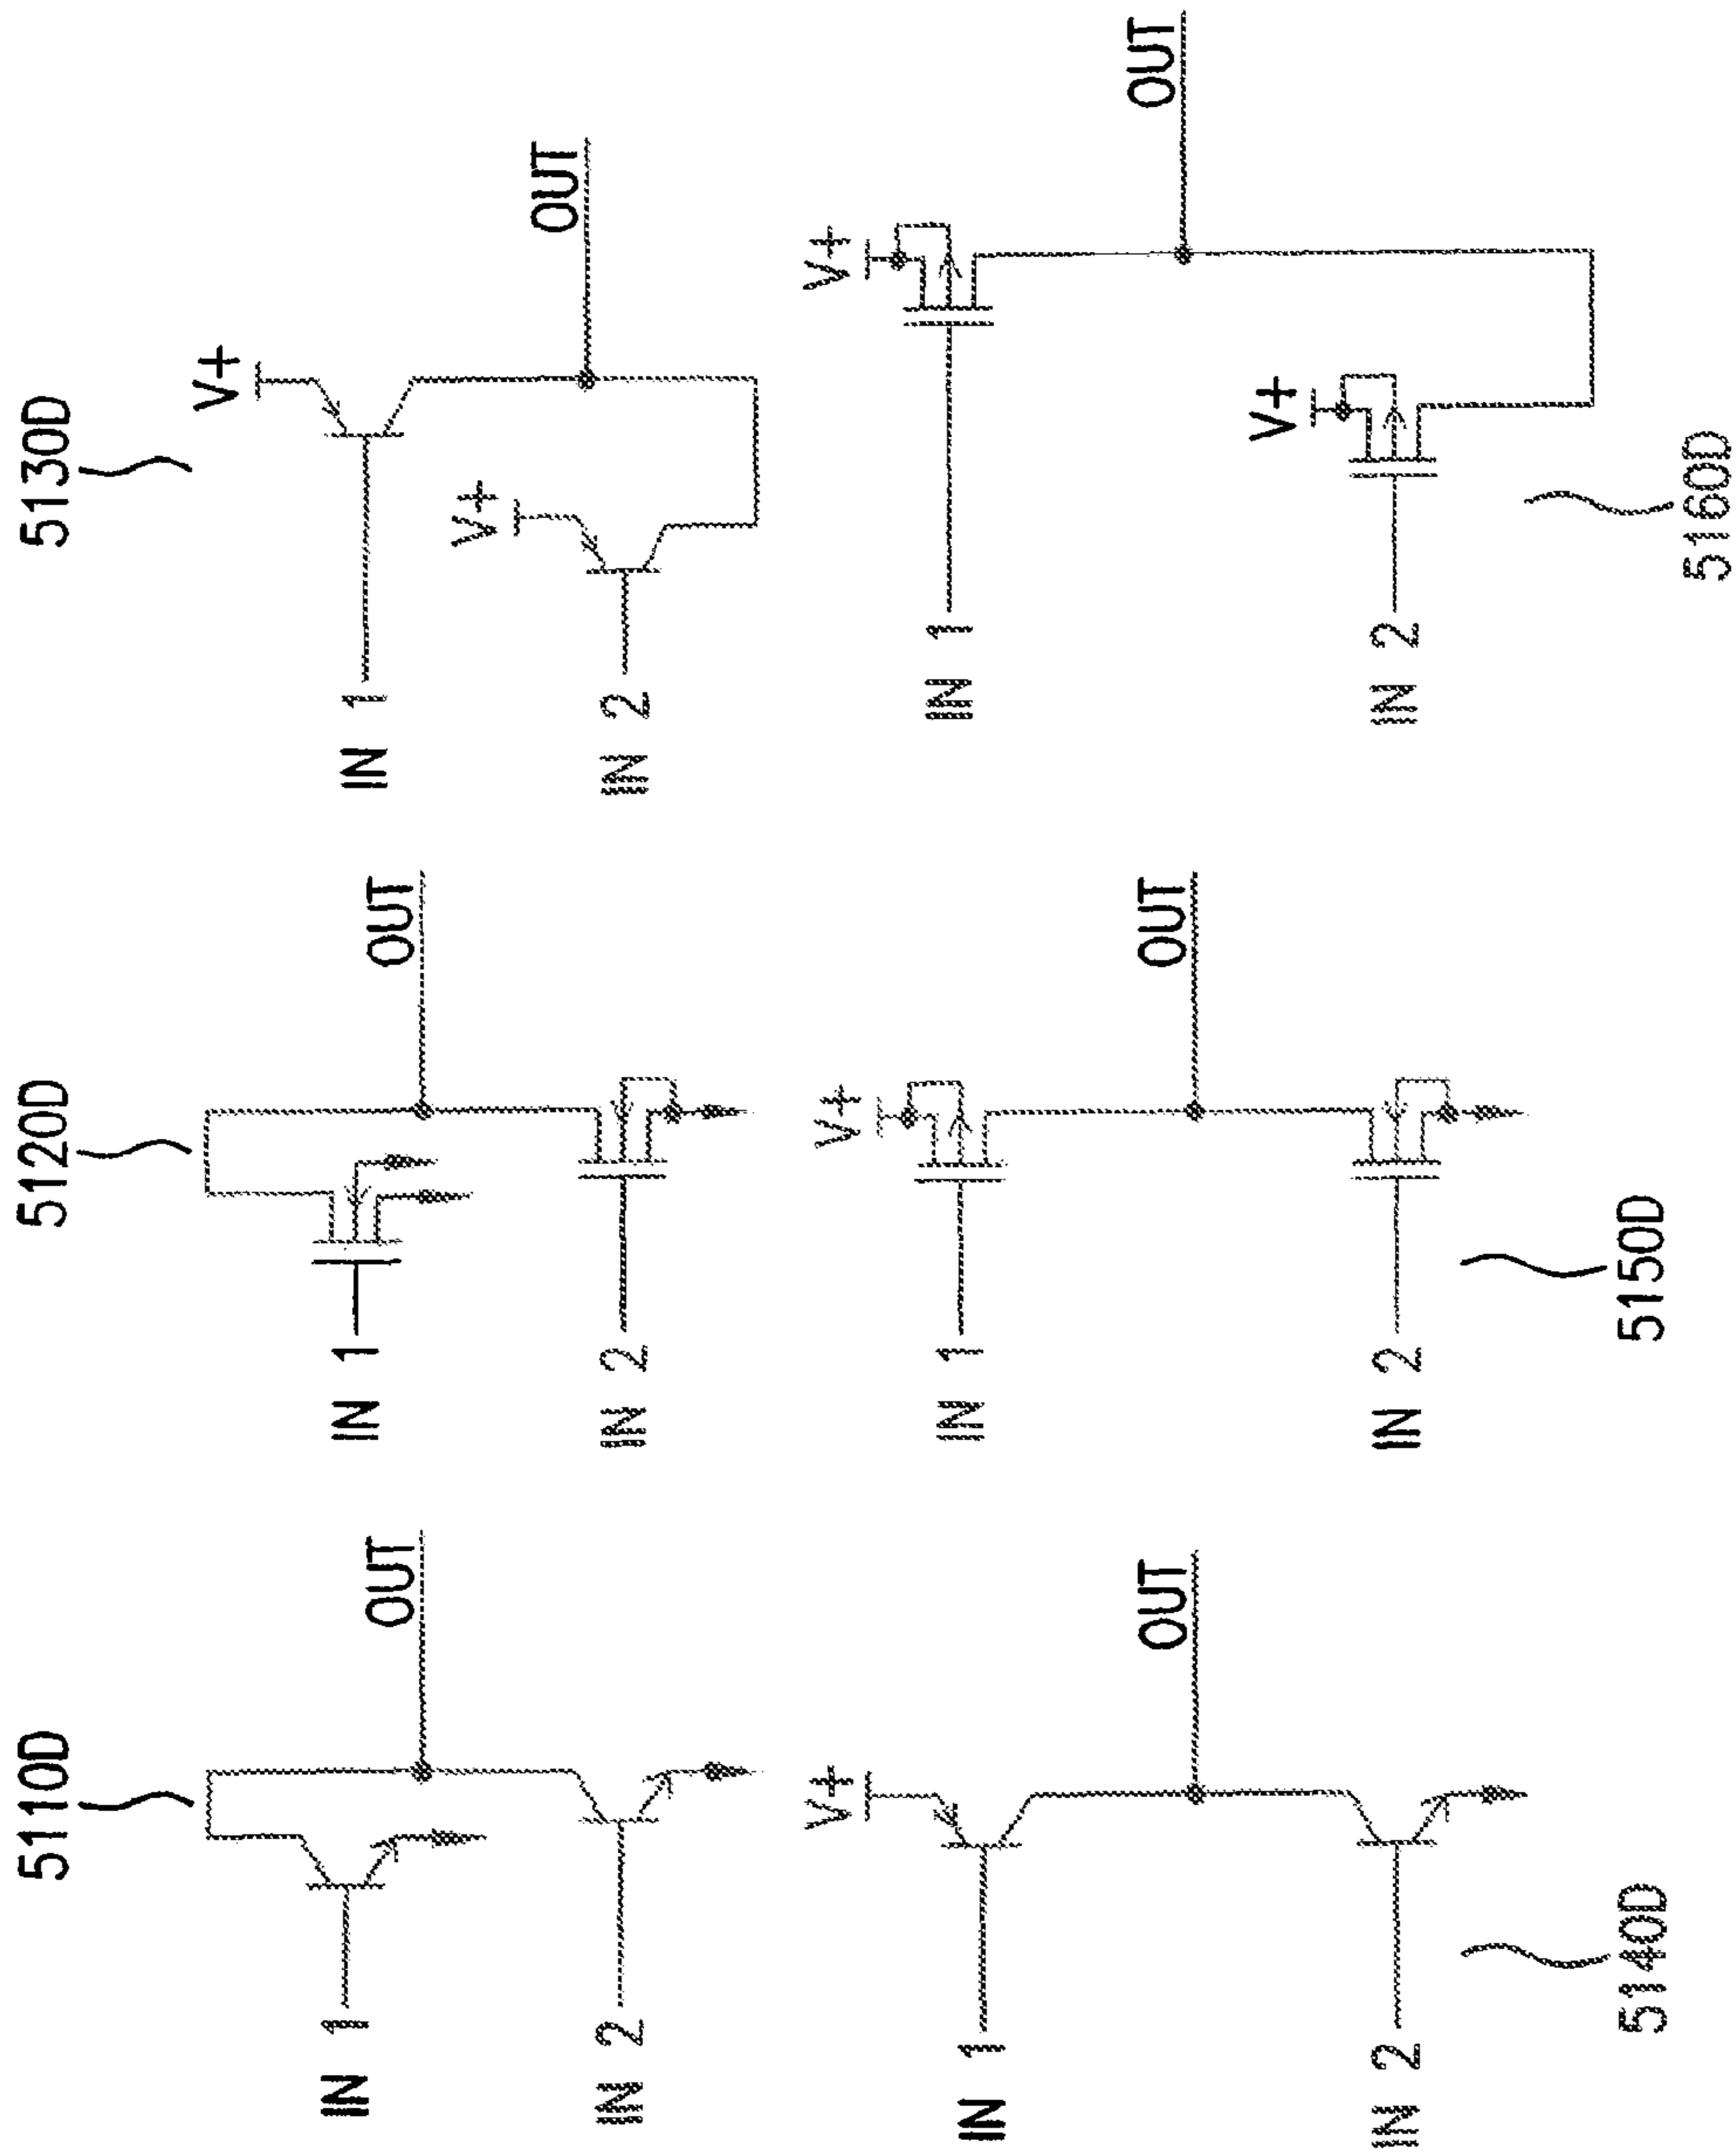 5110D
IN 1
IN 2
OUT
5120D
IN 1
IN 2
OUT
5130D
V+
IN 1
V+
IN 2
OUT
V+
IN 1
IN 2
OUT
5140D
V+
IN 1
IN 2
OUT
5150D
V+
IN 1
V+
IN 2
OUT
5160D